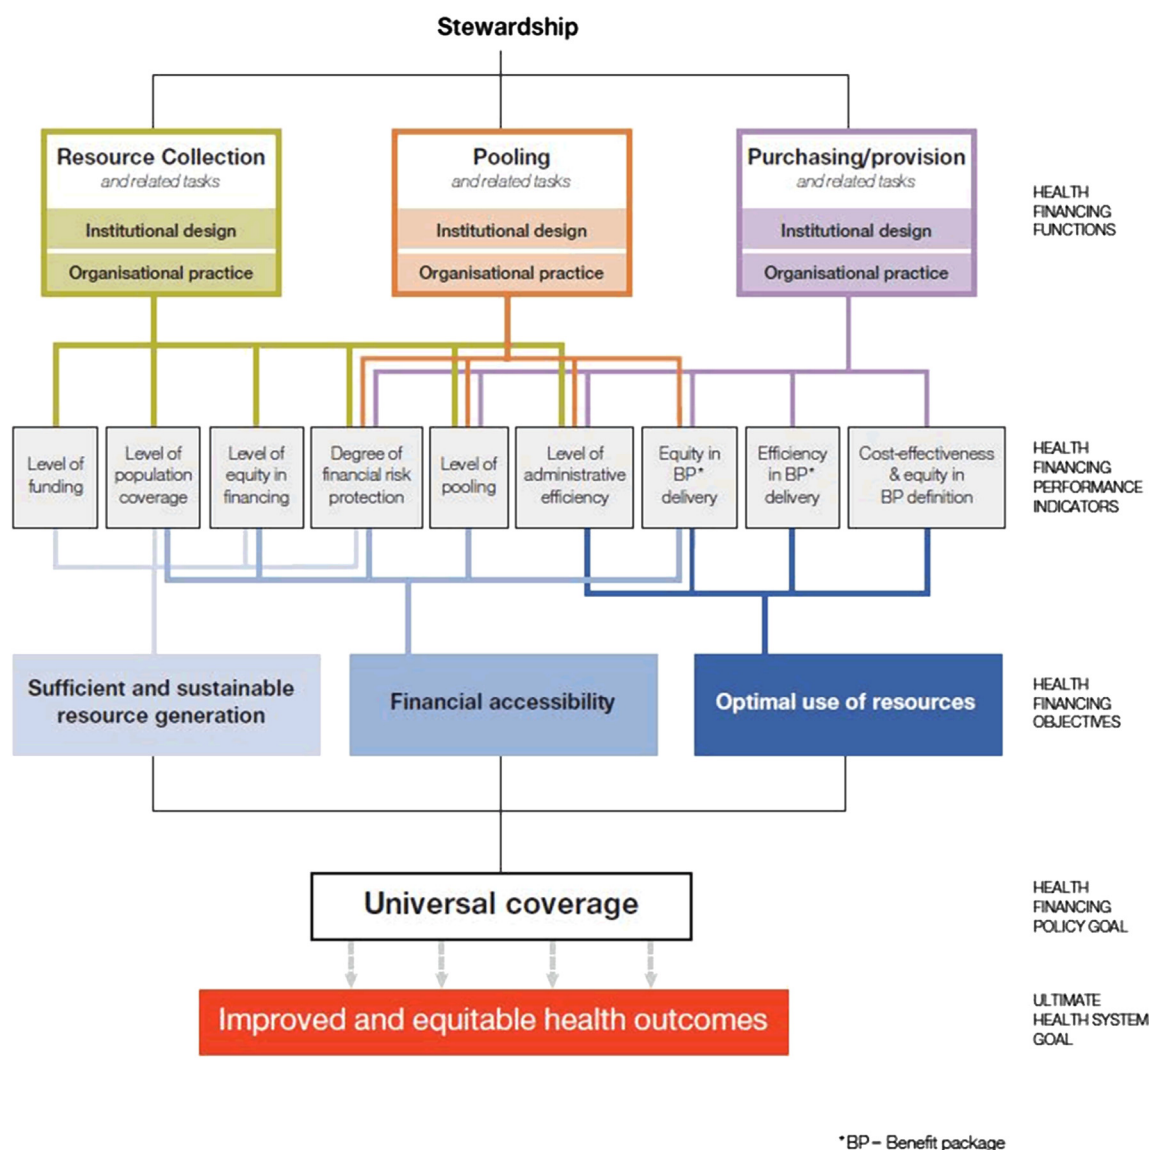 Stewardship
Resource Collection
and related tasks
Institutional design
Organisational practice
Pooling
and related tasks
Institutional design
Organisational practice
Purchasing/provision
and related tasks
Institutional design
Organisational practice
HEALTH
FINANCING
FUNCTIONS
Level of
funding
Level of
population
coverage
Level of
equity in
financing
Degree of
financial risk
protection
Level of
pooling
Level of
administrative
efficiency
Equity in
BP*
delivery
Efficiency
in BP*
delivery
Cost-effectiveness
& equity in
BP definition
HEALTH
FINANCING
PERFORMANCE
INDICATORS
Sufficient and sustainable
resource generation
Financial accessibility
Optimal use of resources
HEALTH
FINANCING
OBJECTIVES
Universal coverage
HEALTH
FINANCING
POLICY GOAL
Improved and equitable health outcomes
ULTIMATE
HEALTH SYSTEM
GOAL
*BP – Benefit package